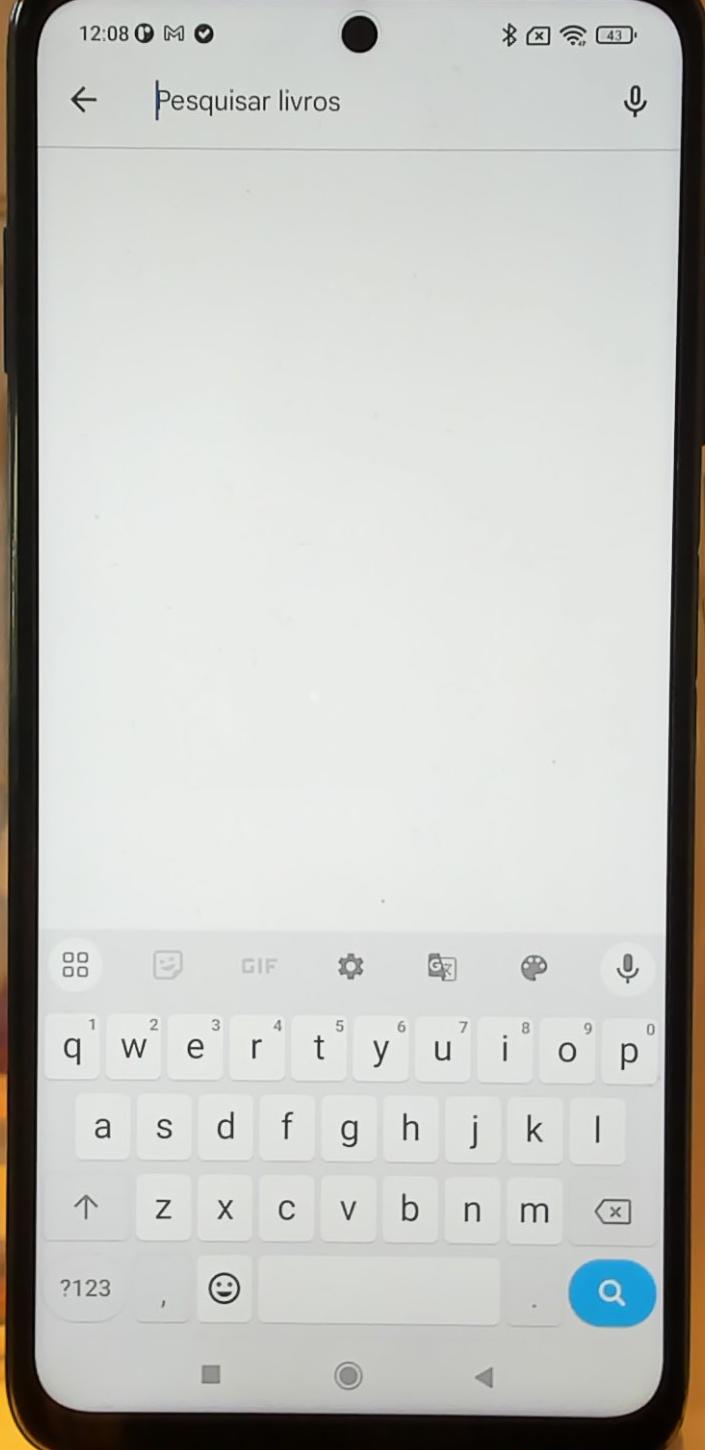 12:08 43
Pesquisar livros
GIF
1 2 3 4 5 6 7 8 9 0
q w e r t y u i o p
a s d f g h j k l
z x c v b n m
?123 , .